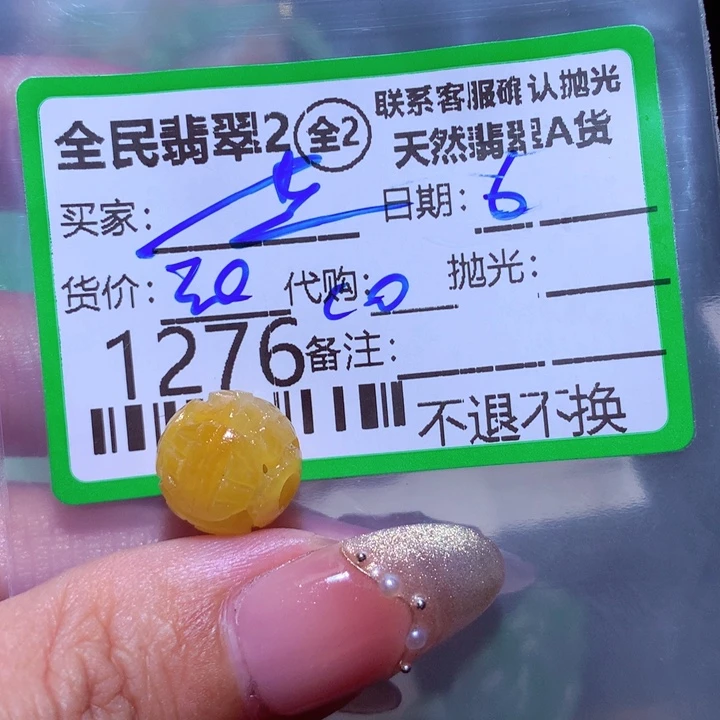 全民翡翠2 全2 联系客服确认抛光
天然翡翠A货
买家: 日期: 6
货价: 30 代购: 抛光:
1276 备注:
不退不换